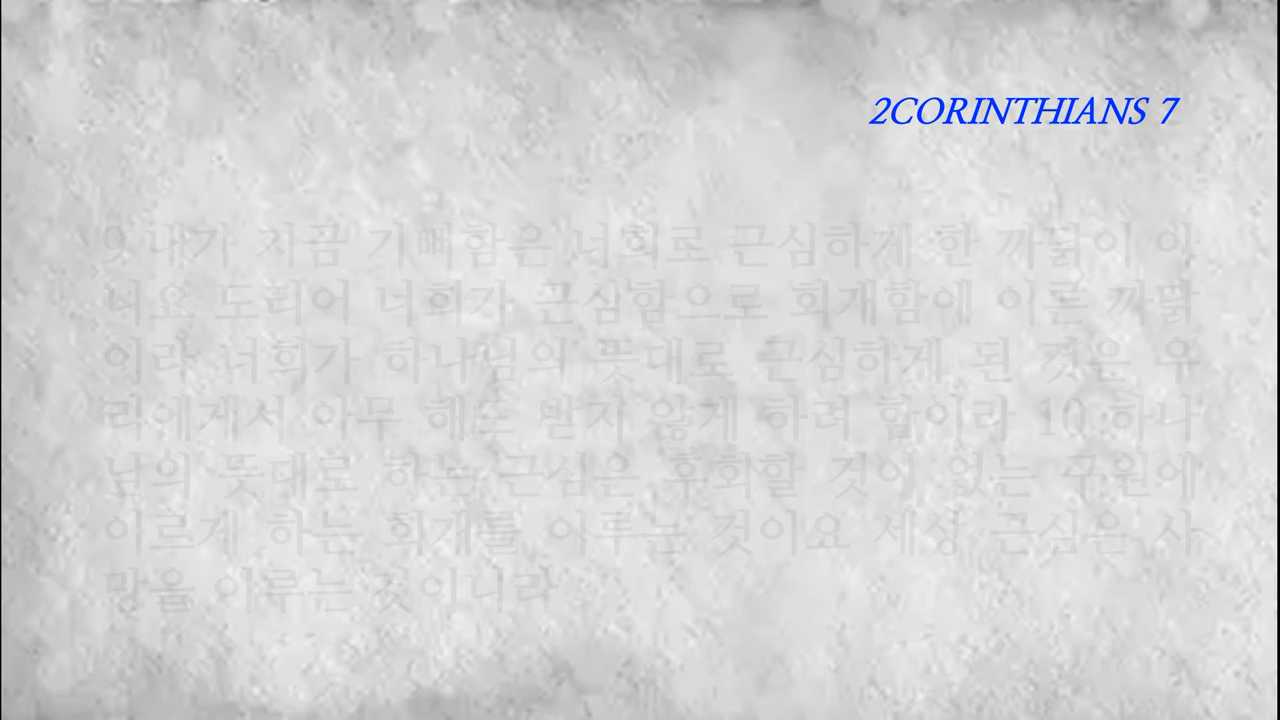 2CORINTHIANS 7
9 내가 지금 기뻐함은 너희로 근심하게 한 까닭이 아
니요 도리어 너희가 근심함으로 회개함에 이른 까닭
이라 너희가 하나님의 뜻대로 근심하게 된 것은 우
리에게서 아무 해도 받지 않게 하려 함이라 10 하나
님의 뜻대로 하는 근심은 후회할 것이 없는 구원에
이르게 하는 회개를 이루는 것이요 세상 근심은 사
망을 이루는 것이니라